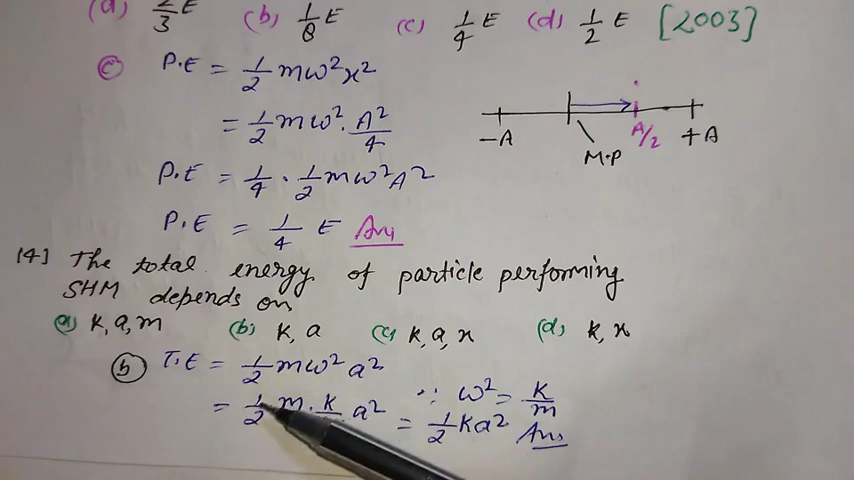 (a) 2/3 E (b) 1/8 E (c) 1/4 E (d) 1/2 E [2003]
(c) P.E = 1/2 mω²x²
= 1/2 mω² · A²/4
-A M.P A/2 +A
P.E = 1/4 · 1/2 mω²A²
P.E = 1/4 E Ans
14] The total energy of particle performing
SHM depends on
(a) k, a, m (b) k, a (c) k, a, x (d) k, x
(b) T.E = 1/2 mω² a²
= 1/2 m · k a² ∵ ω² = k/m
= 1/2 ka² Ans